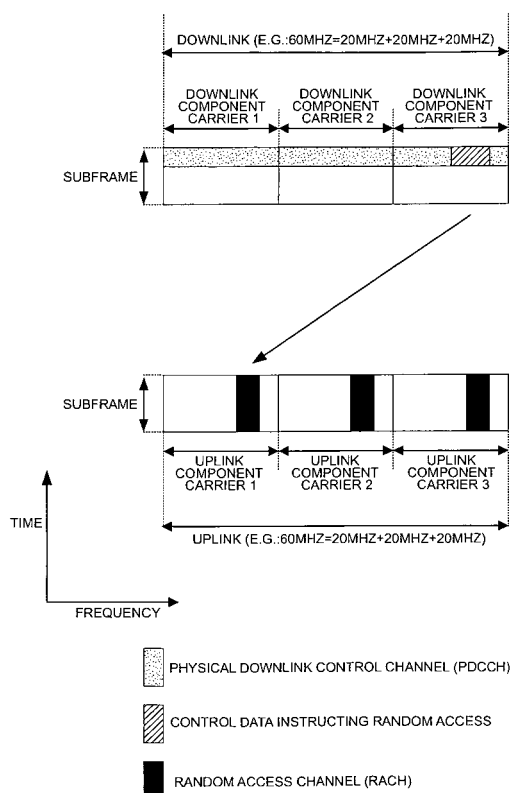 DOWNLINK (E.G.:60MHZ=20MHZ+20MHZ+20MHZ)
DOWNLINK COMPONENT CARRIER 1
DOWNLINK COMPONENT CARRIER 2
DOWNLINK COMPONENT CARRIER 3
SUBFRAME
SUBFRAME
UPLINK COMPONENT CARRIER 1
UPLINK COMPONENT CARRIER 2
UPLINK COMPONENT CARRIER 3
UPLINK (E.G.:60MHZ=20MHZ+20MHZ+20MHZ)
TIME
FREQUENCY
PHYSICAL DOWNLINK CONTROL CHANNEL (PDCCH)
CONTROL DATA INSTRUCTING RANDOM ACCESS
RANDOM ACCESS CHANNEL (RACH)